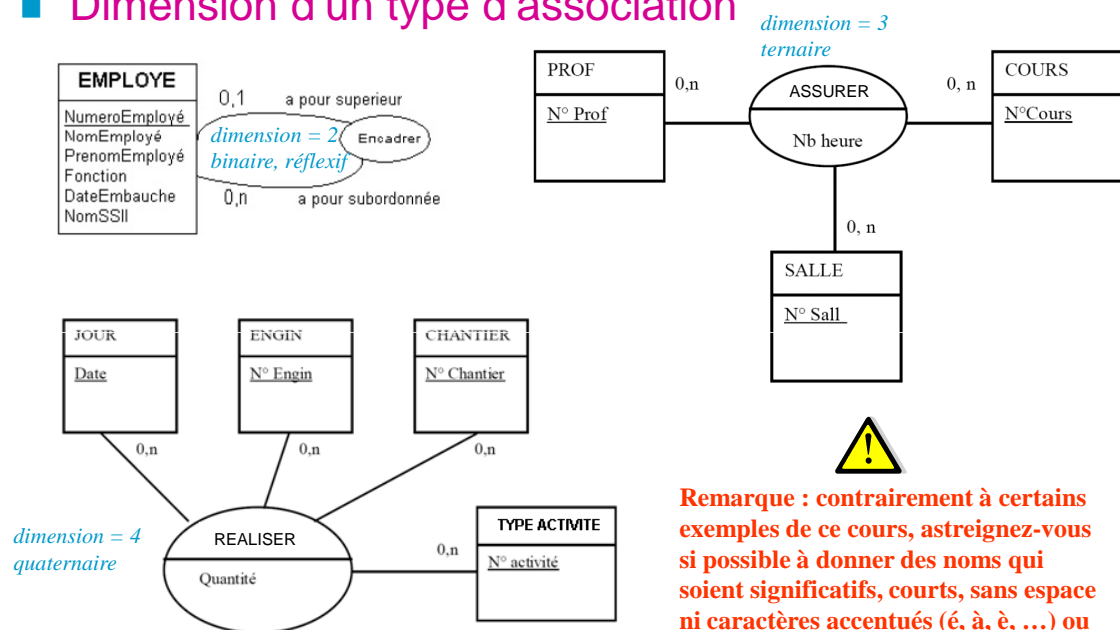 Dimension d'un type d'association
dimension = 3
ternaire
EMPLOYE
NumeroEmployé
NomEmployé
PrenomEmployé
Fonction
DateEmbauche
NomSSII
0,1
a pour superieur
dimension = 2
binaire, réflexif
Encadrer
0,n
a pour subordonnée
PROF
N° Prof
0,n
ASSURER
Nb heure
0, n
COURS
N°Cours
0, n
SALLE
N° Sall
JOUR
Date
ENGIN
N° Engin
CHANTIER
N° Chantier
0,n
0,n
0,n
dimension = 4
quaternaire
REALISER
Quantité
0,n
TYPE ACTIVITE
N° activité
Remarque : contrairement à certains
exemples de ce cours, astreignez-vous
si possible à donner des noms qui
soient significatifs, courts, sans espace
ni caractères accentués (é, à, è, …) ou